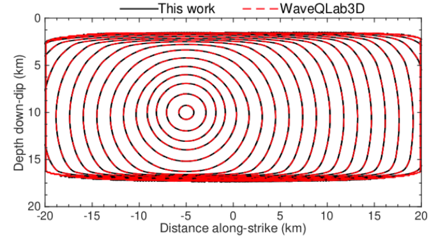 This work WaveQLab3D
0
5
10
15
20
Depth down-dip (km)
-20 -15 -10 -5 0 5 10 15 20
Distance along-strike (km)